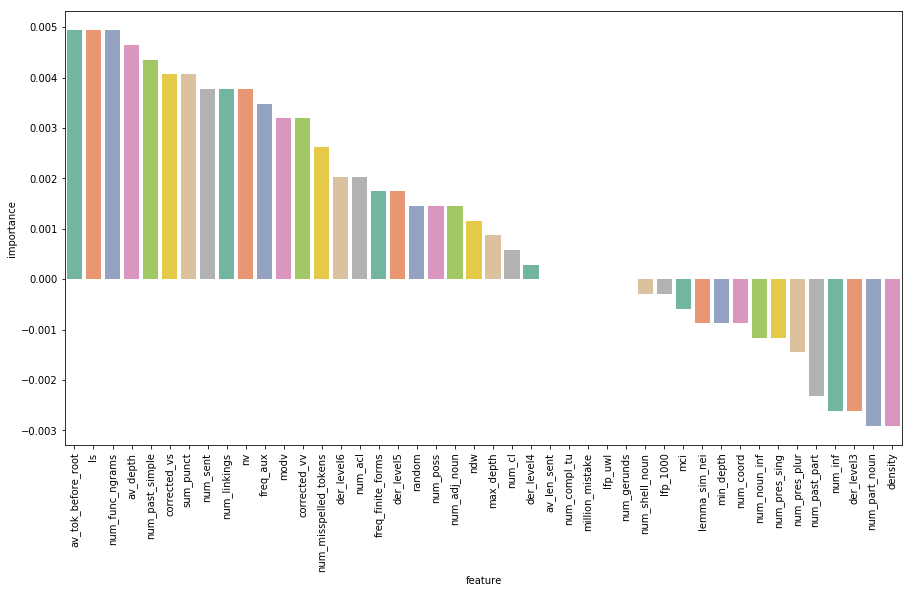 0.005
0.004
0.003
0.002
0.001
0.000
−0.001
−0.002
−0.003
importance
av_tok_before_root
ls
num_func_ngrams
av_depth
num_past_simple
corrected_vs
sum_punct
num_sent
num_linkings
nv
freq_aux
modv
corrected_vv
num_misspelled_tokens
der_level6
num_acl
freq_finite_forms
der_level5
random
num_poss
num_adj_noun
ndw
max_depth
num_cl
der_level4
av_len_sent
num_compl_tu
million_mistake
lfp_uwl
num_gerunds
num_shell_noun
lfp_1000
mci
lemma_sim_nei
min_depth
num_coord
num_noun_inf
num_pres_sing
num_pres_plur
num_past_part
num_inf
der_level3
num_part_noun
density
feature